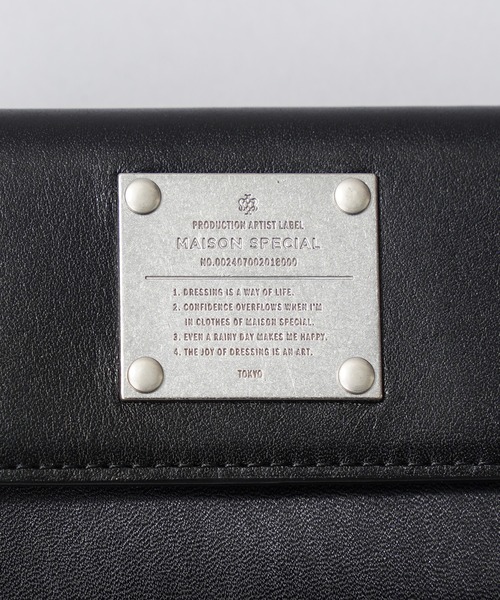 PRODUCTION ARTIST LABEL
MAISON SPECIAL
NO.002407002018000
1. DRESSING IS A WAY OF LIFE.
2. CONFIDENCE OVERFLOWS WHEN I'M
IN CLOTHES OF MAISON SPECIAL.
3. EVEN A RAINY DAY MAKES ME HAPPY.
4. THE JOY OF DRESSING IS AN ART.
TOKYO